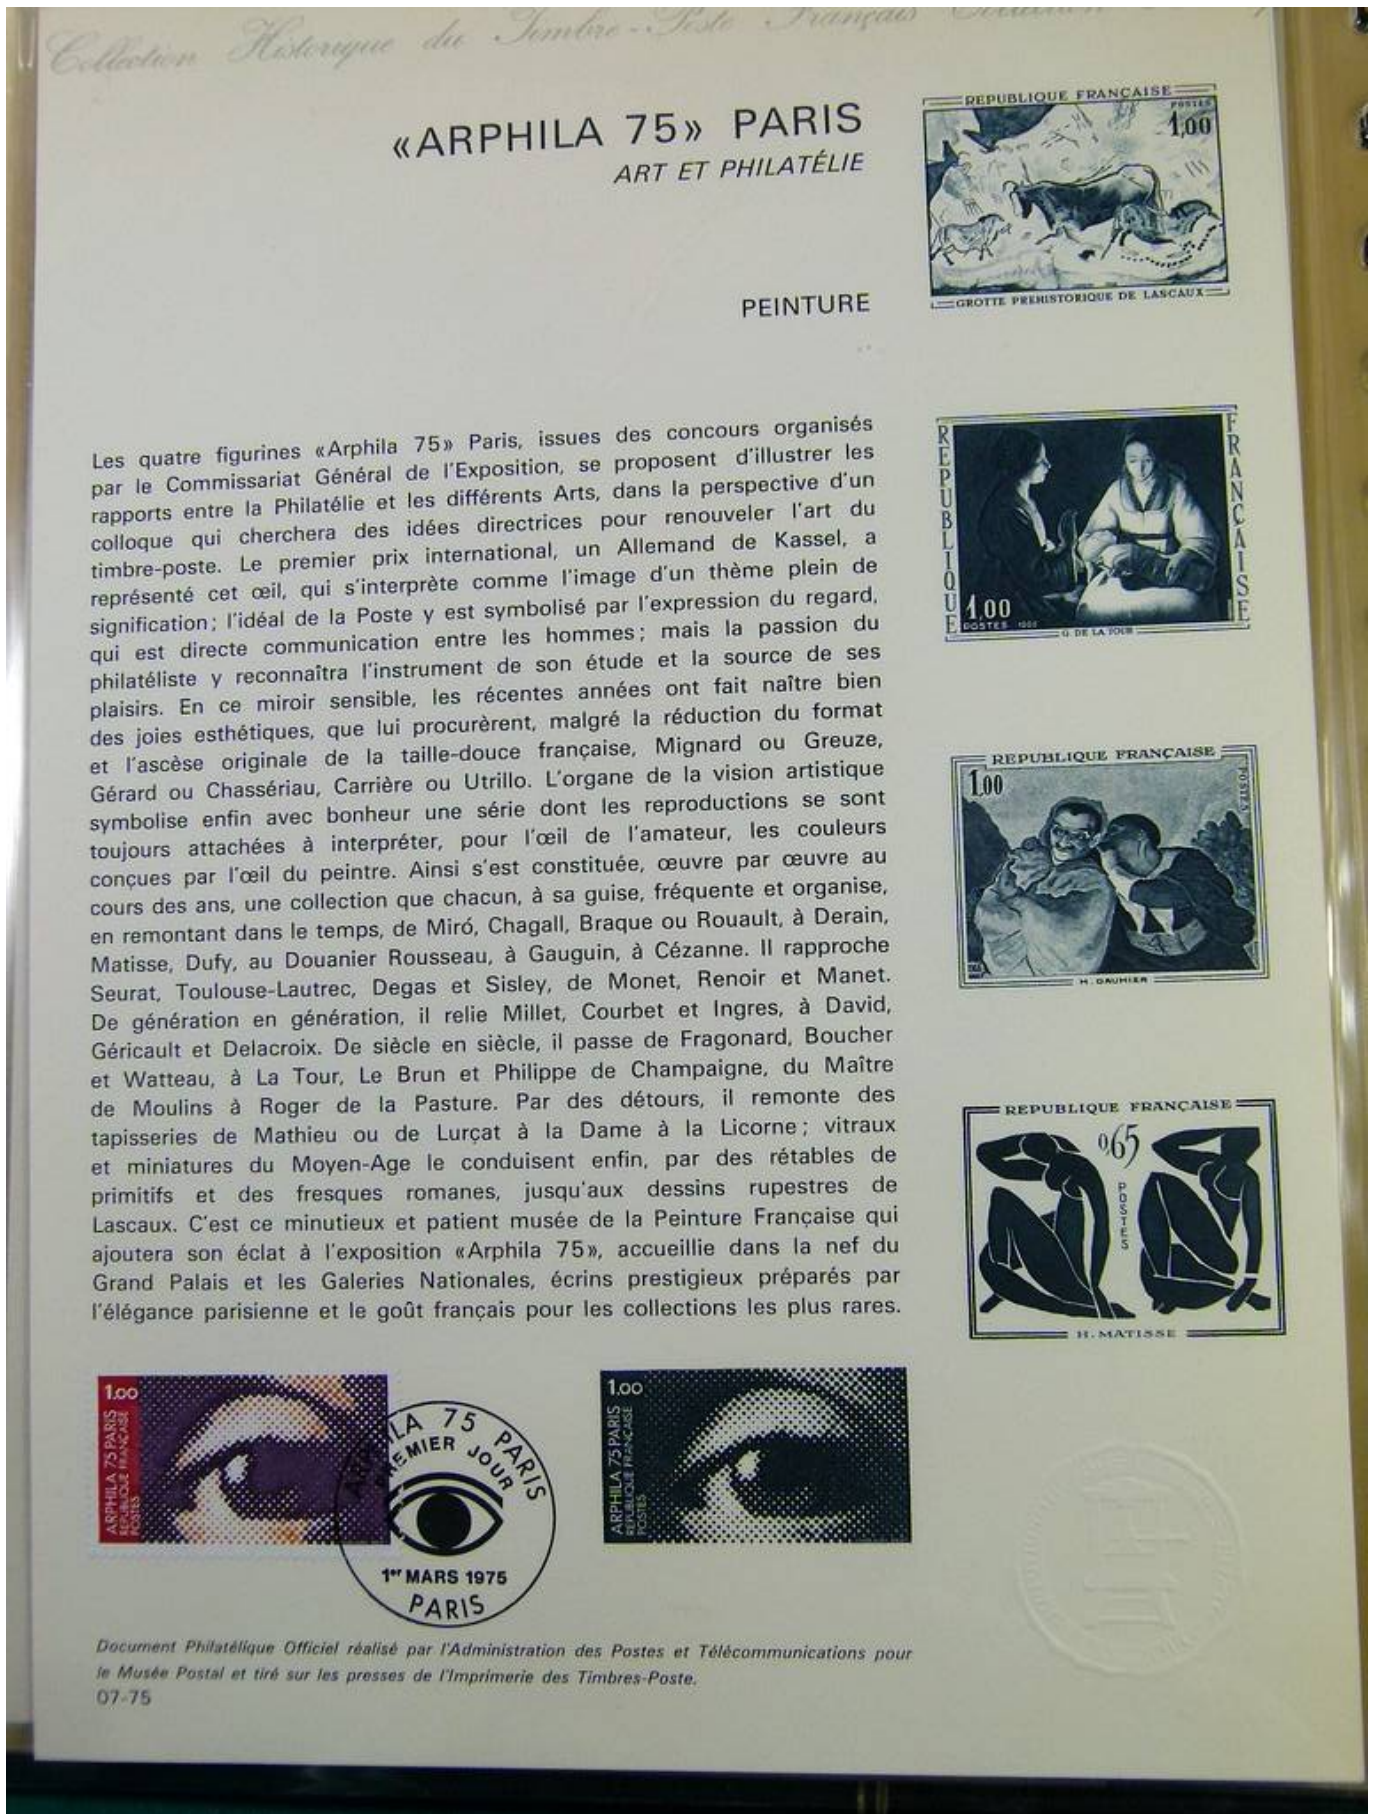 Collection Historique du Timbre-Poste Français
«ARPHILA 75» PARIS
ART ET PHILATÉLIE
PEINTURE
REPUBLIQUE FRANÇAISE
POSTES
1,00
GROTTE PREHISTORIQUE DE LASCAUX
REPUBLIQUE
FRANÇAISE
1,00
POSTES
G. DE LA TOUR
REPUBLIQUE FRANÇAISE
1,00
POSTES
H. DAUMIER
REPUBLIQUE FRANÇAISE
0,65
POSTES
H. MATISSE
Les quatre figurines «Arphila 75» Paris, issues des concours organisés
par le Commissariat Général de l'Exposition, se proposent d'illustrer les
rapports entre la Philatélie et les différents Arts, dans la perspective d'un
colloque qui cherchera des idées directrices pour renouveler l'art du
timbre-poste. Le premier prix international, un Allemand de Kassel, a
représenté cet œil, qui s'interprète comme l'image d'un thème plein de
signification; l'idéal de la Poste y est symbolisé par l'expression du regard,
qui est directe communication entre les hommes; mais la passion du
philatéliste y reconnaîtra l'instrument de son étude et la source de ses
plaisirs. En ce miroir sensible, les récentes années ont fait naître bien
des joies esthétiques, que lui procurèrent, malgré la réduction du format
et l'ascèse originale de la taille-douce française, Mignard ou Greuze,
Gérard ou Chassériau, Carrière ou Utrillo. L'organe de la vision artistique
symbolise enfin avec bonheur une série dont les reproductions se sont
toujours attachées à interpréter, pour l'œil de l'amateur, les couleurs
conçues par l'œil du peintre. Ainsi s'est constituée, œuvre par œuvre au
cours des ans, une collection que chacun, à sa guise, fréquente et organise,
en remontant dans le temps, de Miró, Chagall, Braque ou Rouault, à Derain,
Matisse, Dufy, au Douanier Rousseau, à Gauguin, à Cézanne. Il rapproche
Seurat, Toulouse-Lautrec, Degas et Sisley, de Monet, Renoir et Manet.
De génération en génération, il relie Millet, Courbet et Ingres, à David,
Géricault et Delacroix. De siècle en siècle, il passe de Fragonard, Boucher
et Watteau, à La Tour, Le Brun et Philippe de Champaigne, du Maître
de Moulins à Roger de la Pasture. Par des détours, il remonte des
tapisseries de Mathieu ou de Lurçat à la Dame à la Licorne; vitraux
et miniatures du Moyen-Age le conduisent enfin, par des rétables de
primitifs et des fresques romanes, jusqu'aux dessins rupestres de
Lascaux. C'est ce minutieux et patient musée de la Peinture Française qui
ajoutera son éclat à l'exposition «Arphila 75», accueillie dans la nef du
Grand Palais et les Galeries Nationales, écrins prestigieux préparés par
l'élégance parisienne et le goût français pour les collections les plus rares.
1.00
ARPHILA 75 PARIS
REPUBLIQUE FRANÇAISE
POSTES
ARPHILA 75 PARIS
PREMIER JOUR
1er MARS 1975
PARIS
1.00
ARPHILA 75 PARIS
REPUBLIQUE FRANÇAISE
POSTES
Document Philatélique Officiel réalisé par l'Administration des Postes et Télécommunications pour
le Musée Postal et tiré sur les presses de l'Imprimerie des Timbres-Poste.
07-75